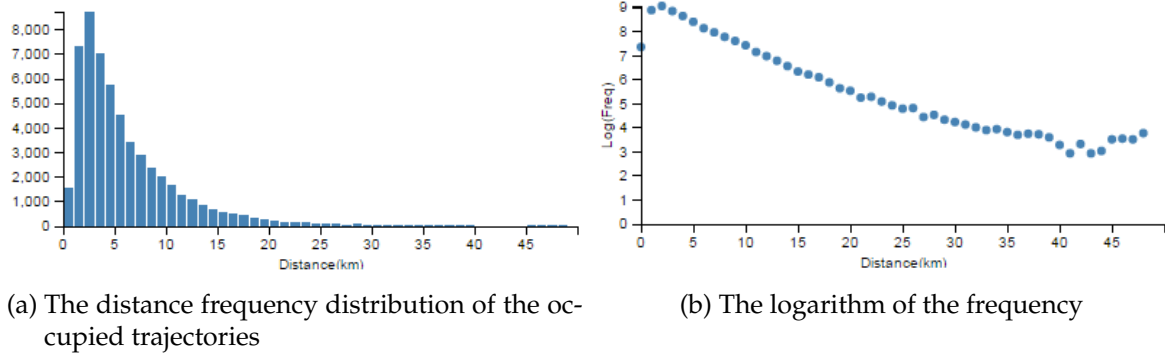 8,000
7,000
6,000
5,000
4,000
3,000
2,000
1,000
0
0 5 10 15 20 25 30 35 40 45
Distance(km)
(a) The distance frequency distribution of the oc-
cupied trajectories
9
8
7
6
5
4
3
2
1
0
Log(Freq)
0 5 10 15 20 25 30 35 40 45
Distance(km)
(b) The logarithm of the frequency